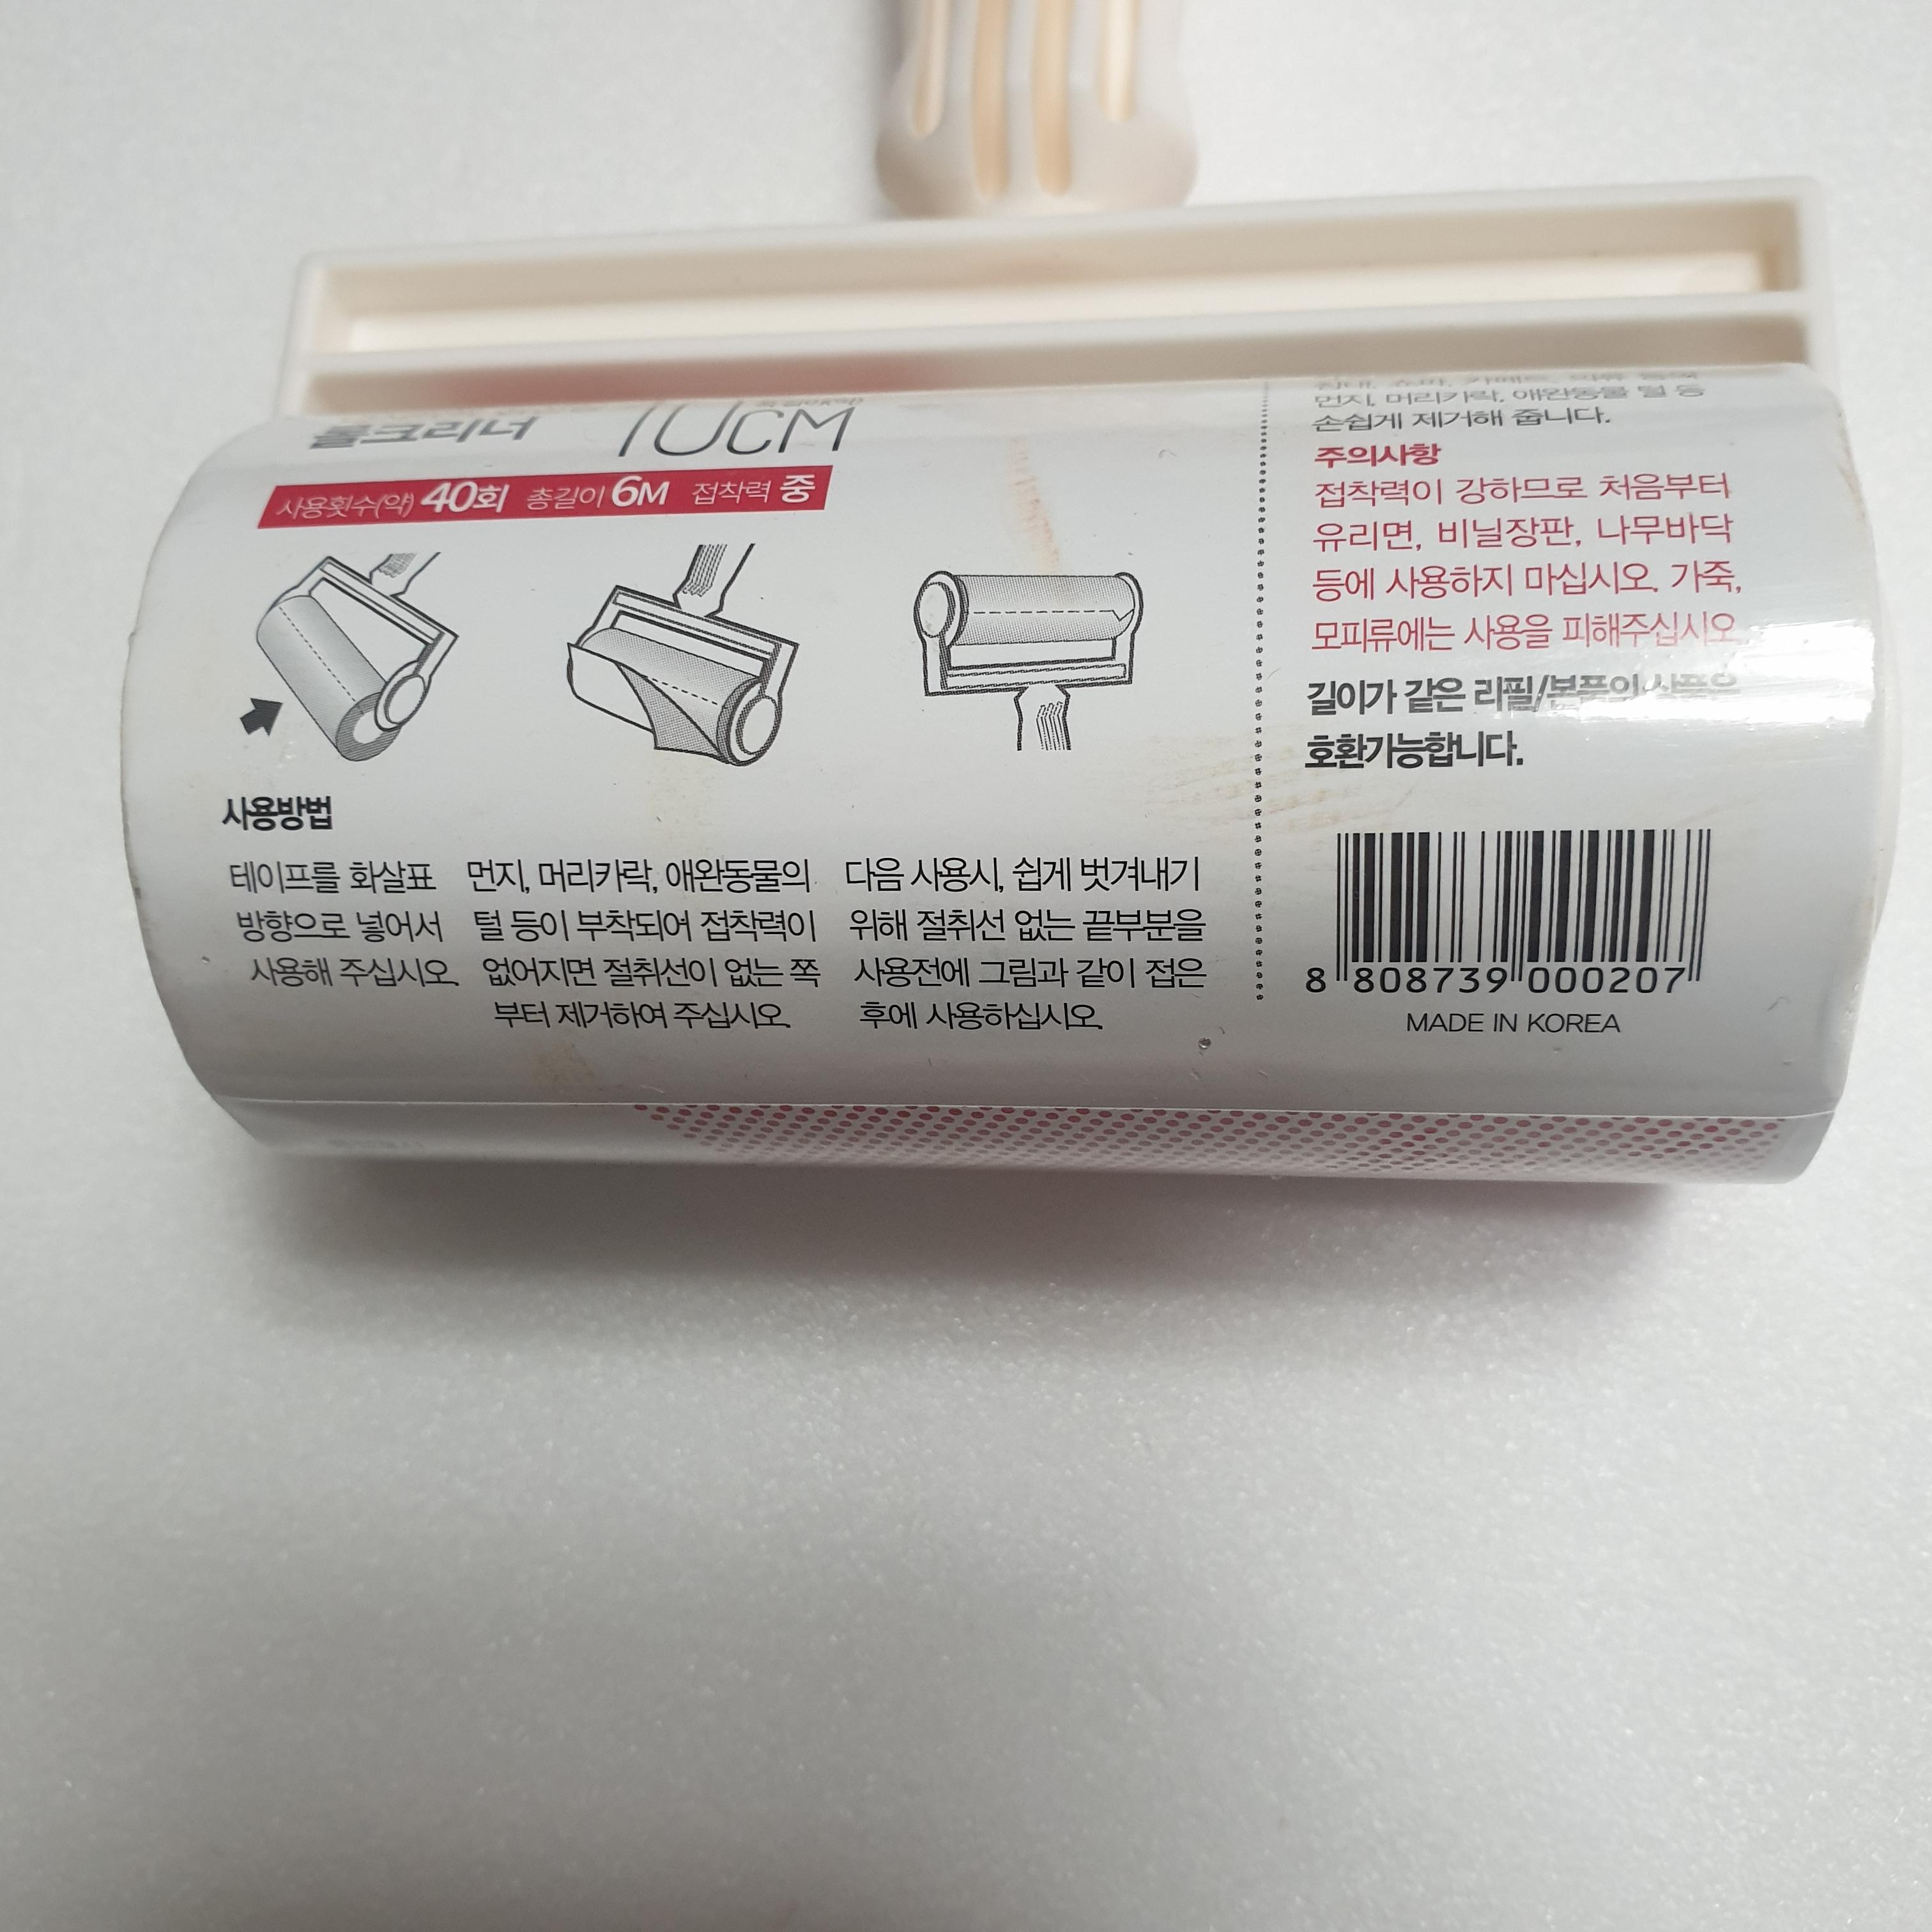 롤크리너 10CM
사용횟수(약) 40회 총길이 6M 접착력 중
사용방법
테이프를 화살표
방향으로 넣어서
사용해 주십시오.
먼지, 머리카락, 애완동물의
털 등이 부착되어 접착력이
없어지면 절취선이 없는 쪽
부터 제거하여 주십시오.
다음 사용시, 쉽게 벗겨내기
위해 절취선 없는 끝부분을
사용전에 그림과 같이 접은
후에 사용하십시오.
먼지, 머리카락, 애완동물 털 등
손쉽게 제거해 줍니다.
주의사항
접착력이 강하므로 처음부터
유리면, 비닐장판, 나무바닥
등에 사용하지 마십시오. 가죽,
모피류에는 사용을 피해주십시오.
길이가 같은 리필/본품의 상품은
호환가능합니다.
8 808739 000207
MADE IN KOREA